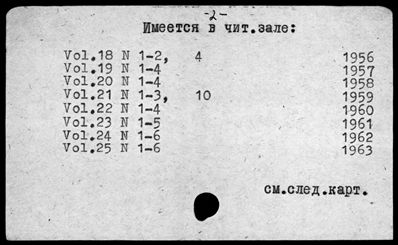 -2-
Имеется в чит.зале:
Vol.18 N 1-2, 4 1956
Vol.19 N 1-4 1957
Vol.20 N 1-4 1958
Vol.21 N 1-3, 10 1959
Vol.22 N 1-4 1960
Vol.23 N 1-5 1961
Vol.24 N 1-6 1962
Vol.25 N 1-6 1963
см.след.карт.